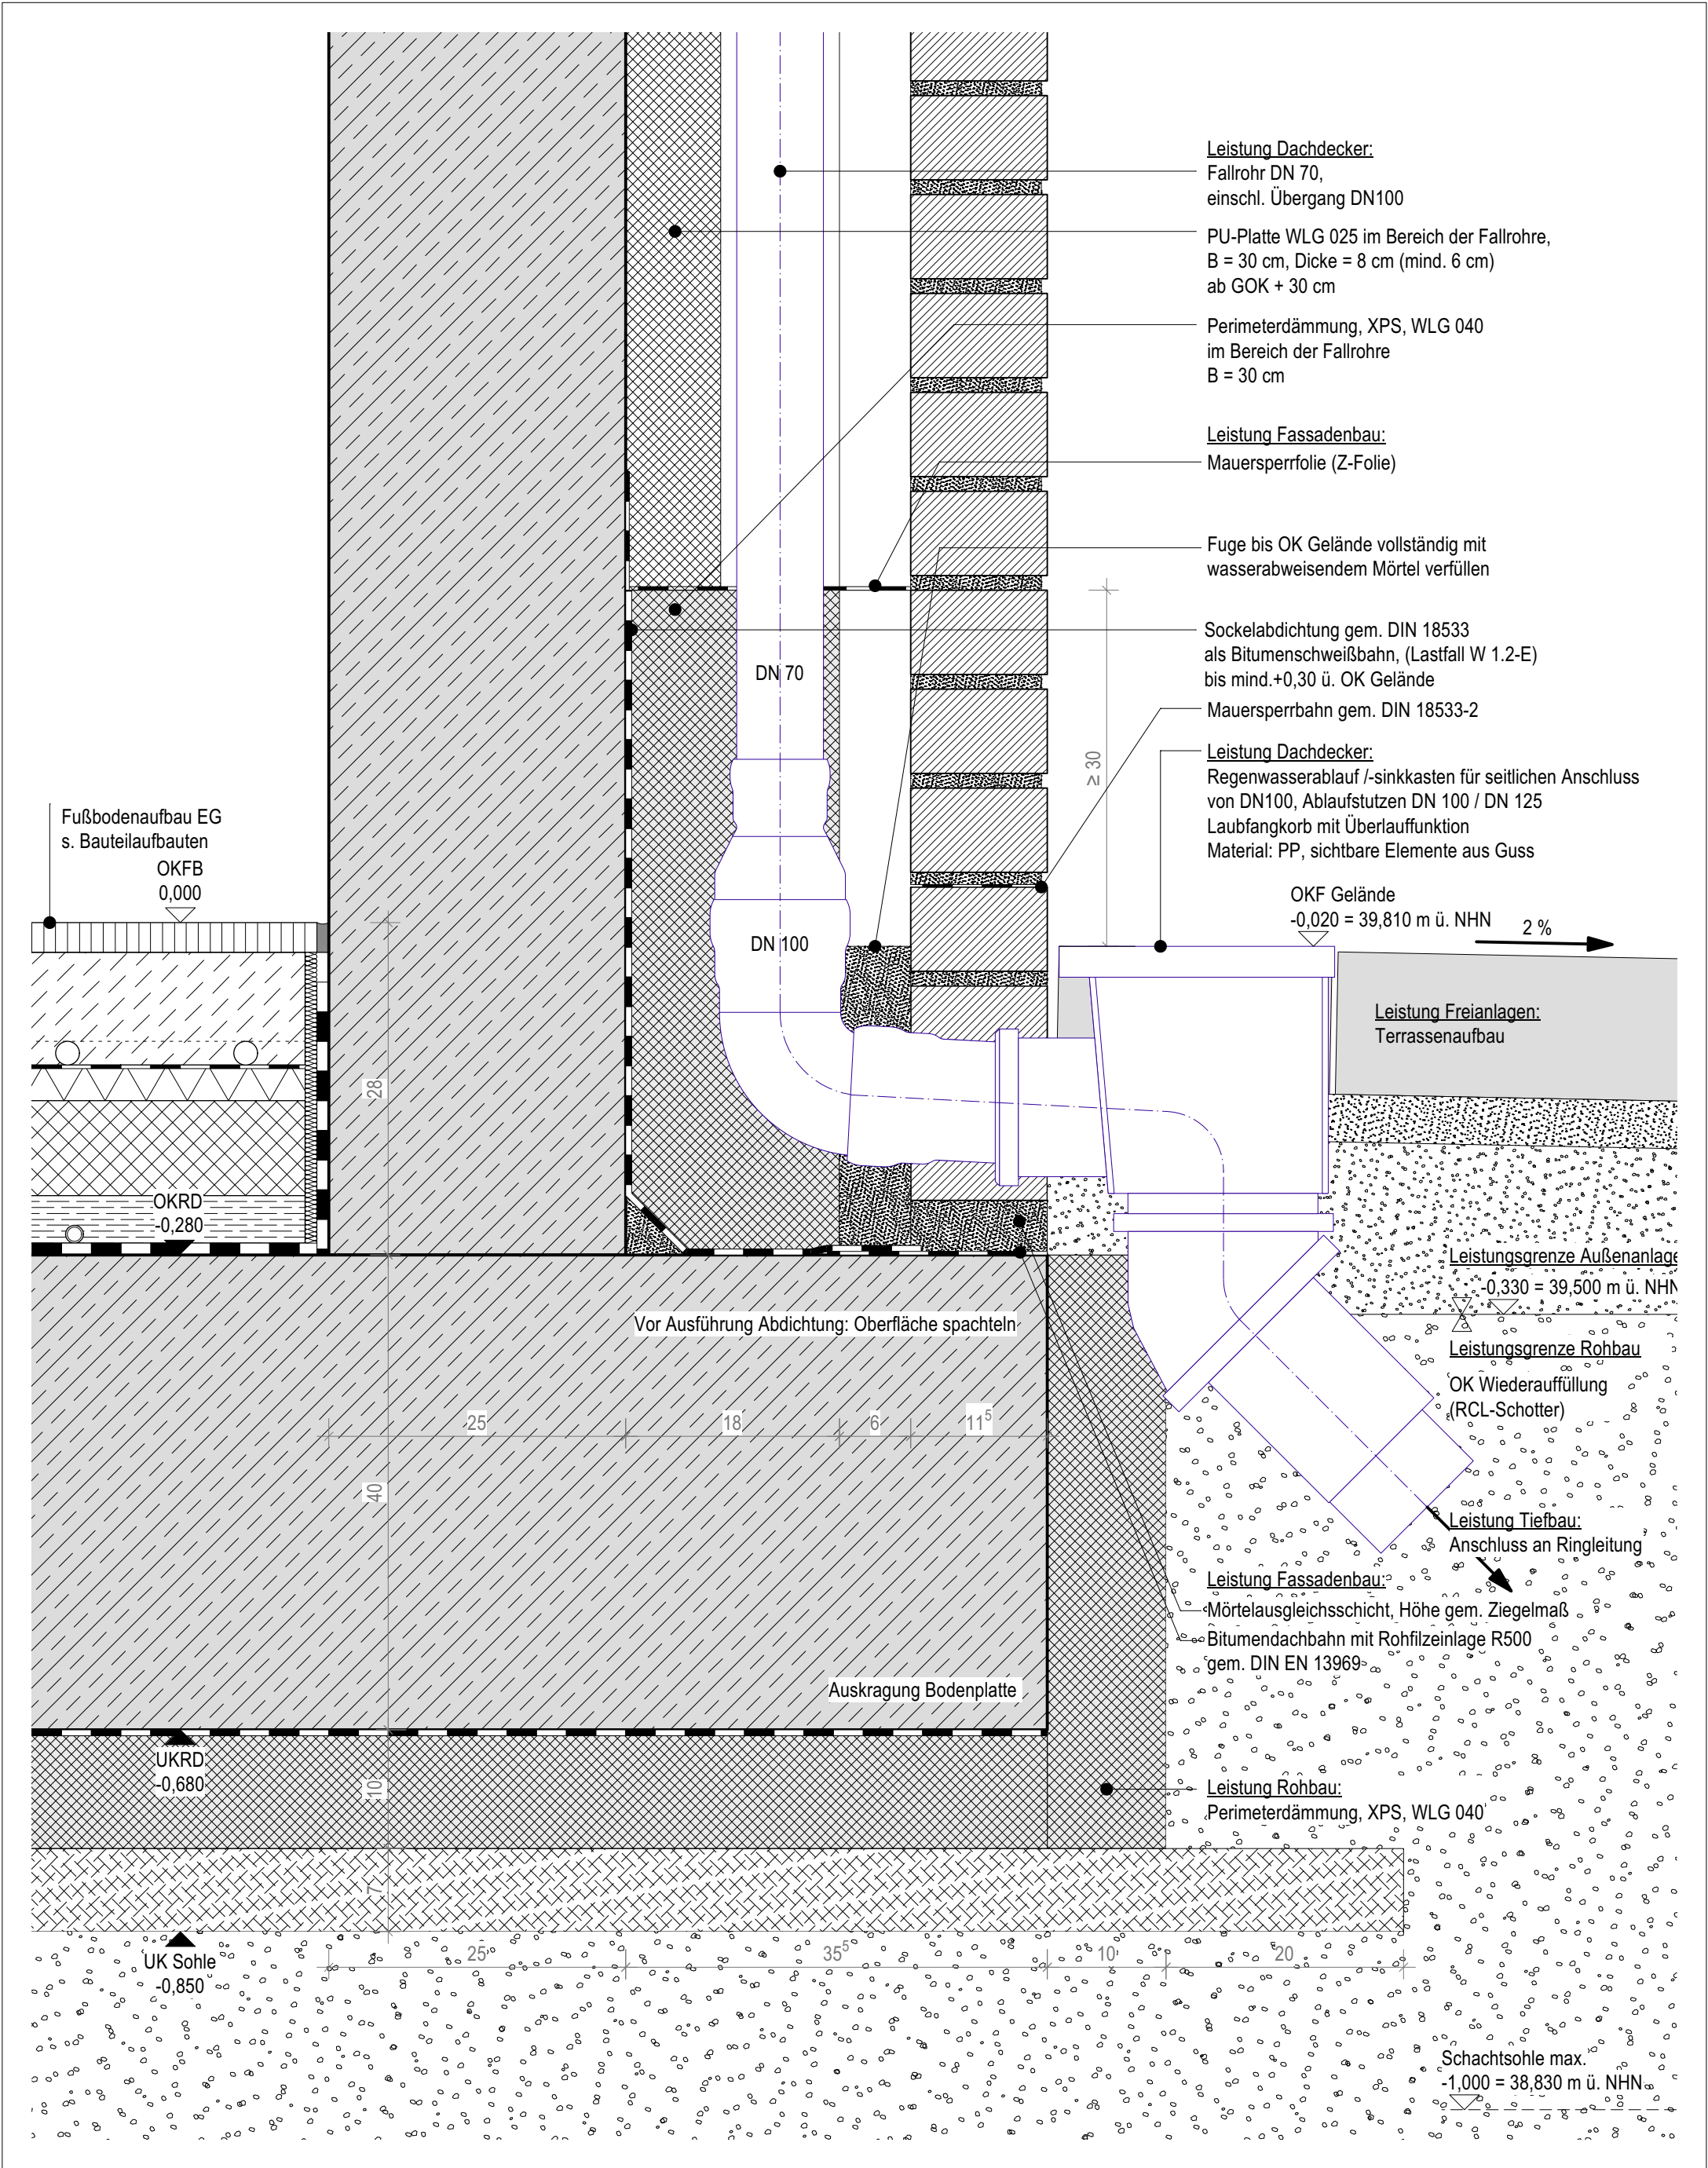 Leistung Dachdecker:
Fallrohr DN 70,
einschl. Übergang DN100
PU-Platte WLG 025 im Bereich der Fallrohre,
B = 30 cm, Dicke = 8 cm (mind. 6 cm)
ab GOK + 30 cm
Perimeterdämmung, XPS, WLG 040
im Bereich der Fallrohre
B = 30 cm
Leistung Fassadenbau:
Mauersperrfolie (Z-Folie)
Fuge bis OK Gelände vollständig mit
wasserabweisendem Mörtel verfüllen
Sockelabdichtung gem. DIN 18533
als Bitumenschweißbahn, (Lastfall W 1.2-E)
bis mind.+0,30 ü. OK Gelände
Mauersperrbahn gem. DIN 18533-2
Leistung Dachdecker:
Regenwasserablauf /-sinkkasten für seitlichen Anschluss
von DN100, Ablaufstutzen DN 100 / DN 125
Laubfangkorb mit Überlauffunktion
Material: PP, sichtbare Elemente aus Guss
DN 70
≥ 30
Fußbodenaufbau EG
s. Bauteilaufbauten
OKFB
0,000
DN 100
OKF Gelände
-0,020 = 39,810 m ü. NHN
2 %
Leistung Freianlagen:
Terrassenaufbau
28
OKRD
-0,280
Leistungsgrenze Außenanlage
-0,330 = 39,500 m ü. NHN
Vor Ausführung Abdichtung: Oberfläche spachteln
Leistungsgrenze Rohbau
OK Wiederauffüllung
(RCL-Schotter)
25
18
6
11⁵
40
Leistung Tiefbau:
Anschluss an Ringleitung
Leistung Fassadenbau:
Mörtelausgleichsschicht, Höhe gem. Ziegelmaß
Bitumendachbahn mit Rohfilzeinlage R500
gem. DIN EN 13969
Auskragung Bodenplatte
UKRD
-0,680
10
Leistung Rohbau:
Perimeterdämmung, XPS, WLG 040
7
UK Sohle
-0,850
25
35⁵
10
20
Schachtsohle max.
-1,000 = 38,830 m ü. NHN